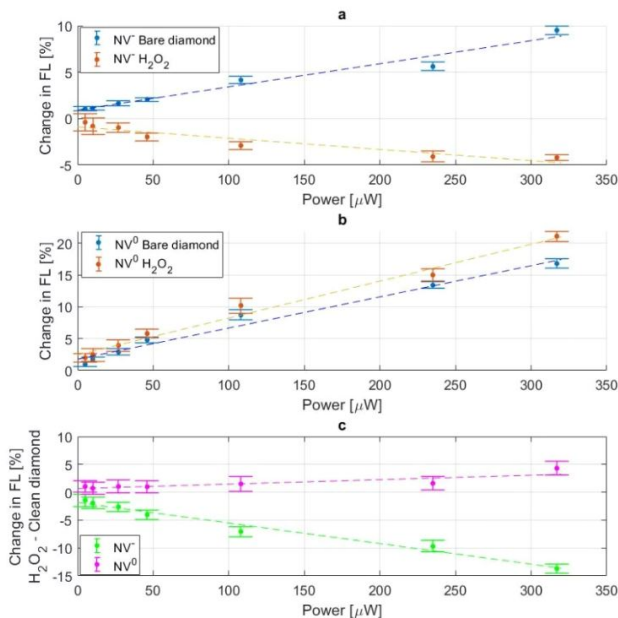 a
NV⁻ Bare diamond
NV⁻ H₂O₂
10
5
0
-5
Change in FL [%]
0 50 100 150 200 250 300 350
Power [μW]
b
NV⁰ Bare diamond
NV⁰ H₂O₂
20
15
10
5
0
Change in FL [%]
0 50 100 150 200 250 300 350
Power [μW]
c
10
5
0
-5
-10
-15
Change in FL [%]
H₂O₂ - Clean diamond
NV⁻
NV⁰
0 50 100 150 200 250 300 350
Power [μW]